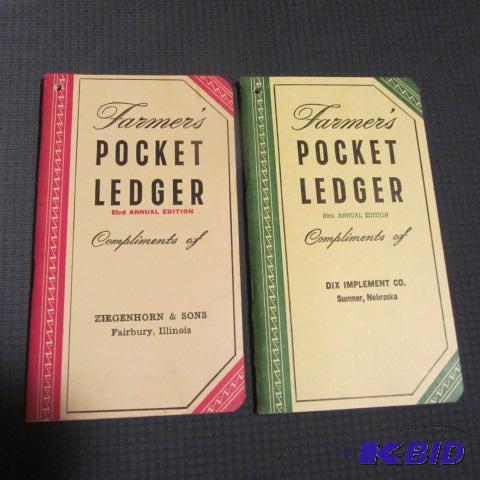 Farmer's
POCKET
LEDGER
83rd ANNUAL EDITION
Compliments of
ZIEGENHORN & SONS
Fairbury, Illinois
Farmer's
POCKET
LEDGER
ANNUAL EDITION
Compliments of
DIX IMPLEMENT CO.
Sumner, Nebraska
K-BID